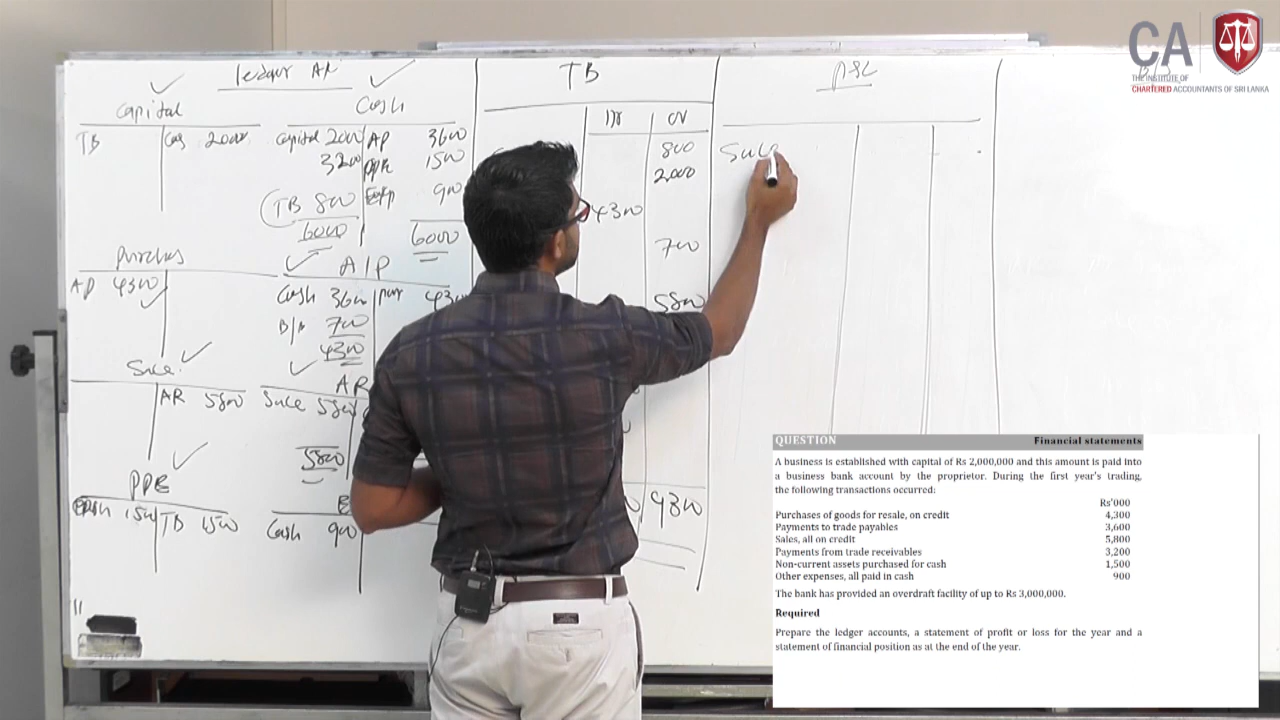 CA
THE INSTITUTE OF
CHARTERED ACCOUNTANTS OF SRI LANKA
ledger A/c
Capital
TB
Cash 2000
Cash
Capital 2000 AP 3600
3200 PPE 1500
TB 800 Exp 900
6000 6000
Purchas
AP 4300
A/P
Cash 3600 pur 430
B/B 700
4300
Sale
AR 5800
AR
Sale 5800
5800
PPE
Cash 1500 TB 1500
E
Cash 900
TB
Dr Cr
800
2,000
4300
700
5800
9300
P&L
Sale
QUESTION Financial statements
A business is established with capital of Rs 2,000,000 and this amount is paid into
a business bank account by the proprietor. During the first year's trading,
the following transactions occurred:
Rs'000
Purchases of goods for resale, on credit 4,300
Payments to trade payables 3,600
Sales, all on credit 5,800
Payments from trade receivables 3,200
Non-current assets purchased for cash 1,500
Other expenses, all paid in cash 900
The bank has provided an overdraft facility of up to Rs 3,000,000.
Required
Prepare the ledger accounts, a statement of profit or loss for the year and a
statement of financial position as at the end of the year.